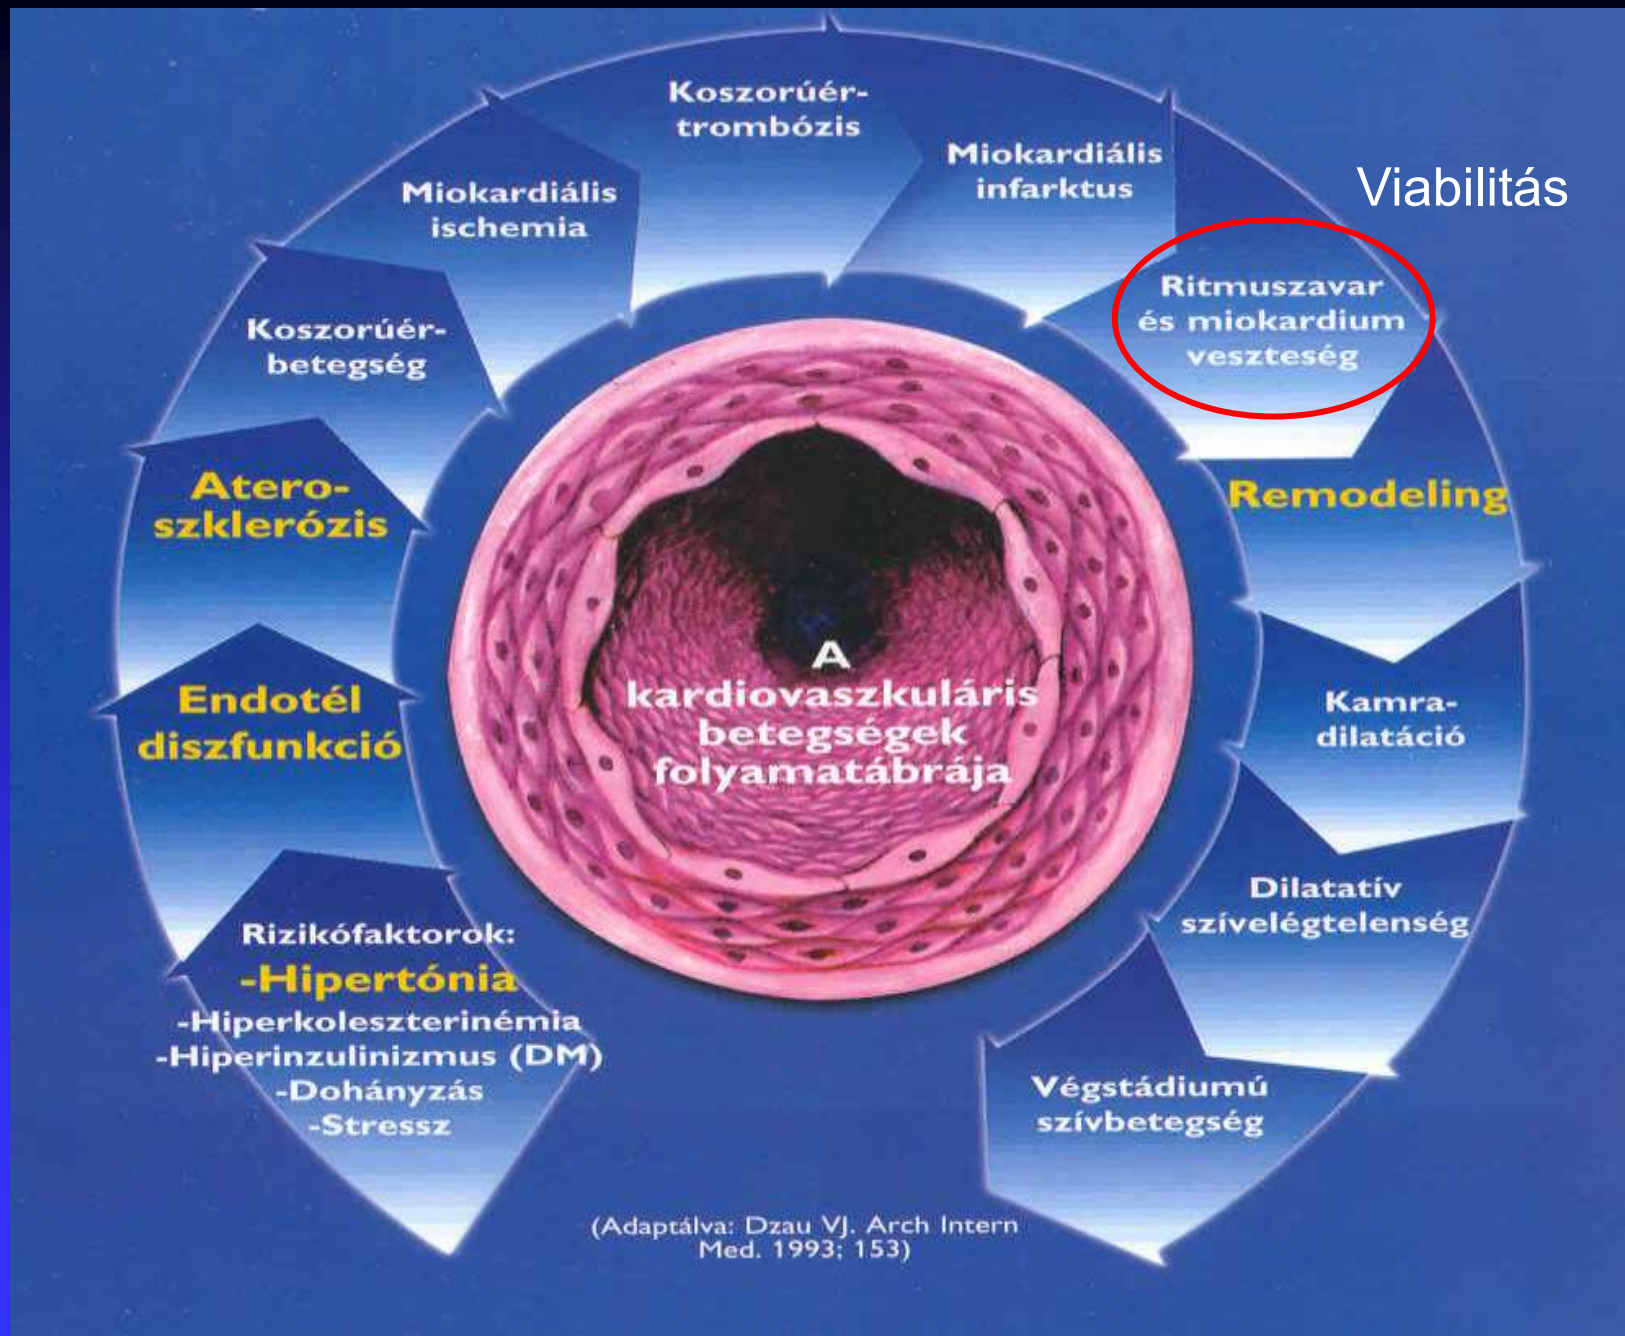 Rizikófaktorok:
-Hipertónia
-Hiperkoleszterinémia
-Hiperinzulinizmus (DM)
-Dohányzás
-Stressz
Endotél
diszfunkció
Atero-
szklerózis
Koszorúér-
betegség
Miokardiális
ischemia
Koszorúér-
trombózis
Miokardiális
infarktus
Viabilitás
Ritmuszavar
és miokardium
veszteség
Remodeling
Kamra-
dilatáció
Dilatatív
szívelégtelenség
Végstádiumú
szívbetegség
A
kardiovaszkuláris
betegségek
folyamatábrája
(Adaptálva: Dzau VJ. Arch Intern
Med. 1993; 153)